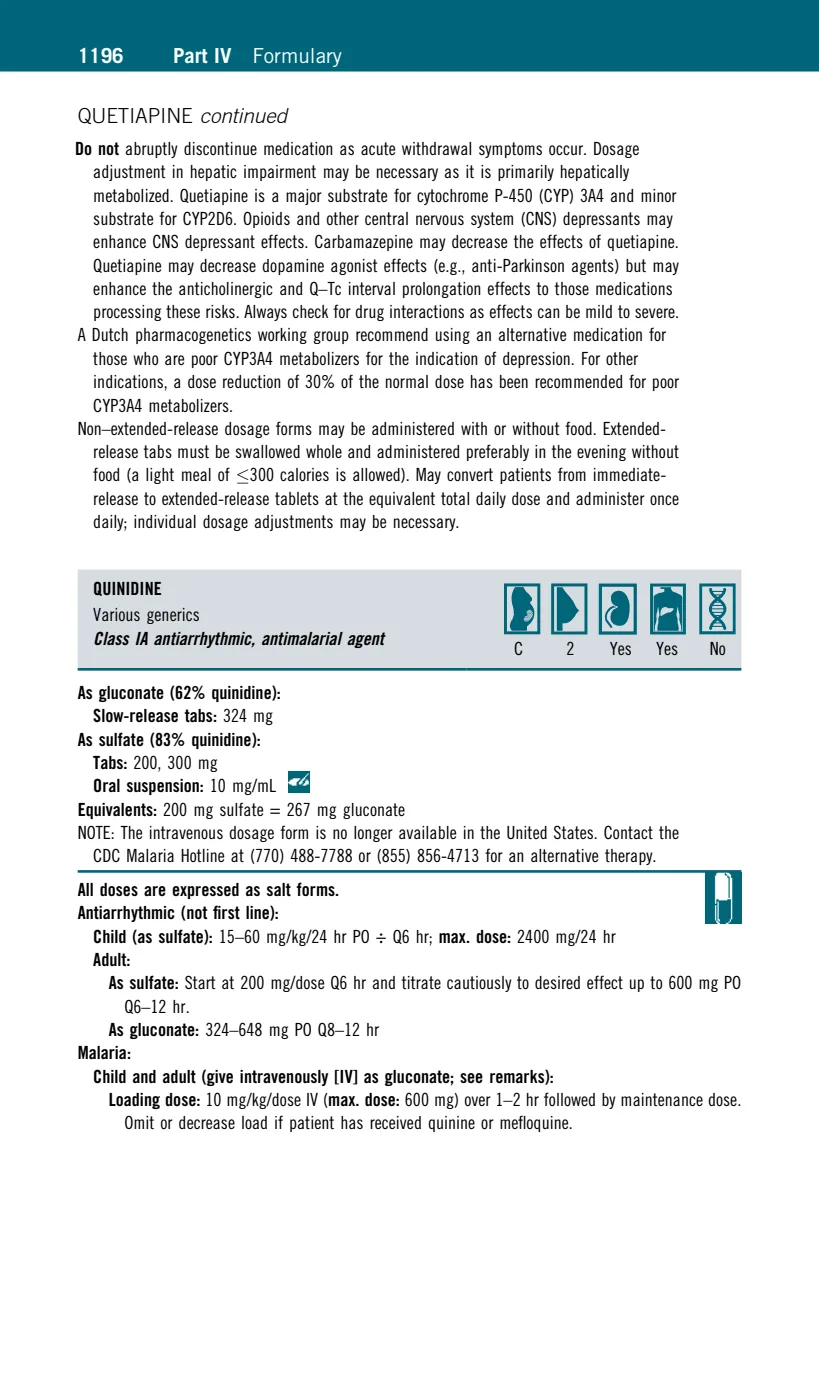 1196 Part IV Formulary
QUETIAPINE continued
Do not abruptly discontinue medication as acute withdrawal symptoms occur. Dosage
adjustment in hepatic impairment may be necessary as it is primarily hepatically
metabolized. Quetiapine is a major substrate for cytochrome P-450 (CYP) 3A4 and minor
substrate for CYP2D6. Opioids and other central nervous system (CNS) depressants may
enhance CNS depressant effects. Carbamazepine may decrease the effects of quetiapine.
Quetiapine may decrease dopamine agonist effects (e.g., anti-Parkinson agents) but may
enhance the anticholinergic and Q–Tc interval prolongation effects to those medications
processing these risks. Always check for drug interactions as effects can be mild to severe.
A Dutch pharmacogenetics working group recommend using an alternative medication for
those who are poor CYP3A4 metabolizers for the indication of depression. For other
indications, a dose reduction of 30% of the normal dose has been recommended for poor
CYP3A4 metabolizers.
Non–extended-release dosage forms may be administered with or without food. Extended-
release tabs must be swallowed whole and administered preferably in the evening without
food (a light meal of ≤300 calories is allowed). May convert patients from immediate-
release to extended-release tablets at the equivalent total daily dose and administer once
daily; individual dosage adjustments may be necessary.
QUINIDINE
Various generics
Class IA antiarrhythmic, antimalarial agent
C 2 Yes Yes No
As gluconate (62% quinidine):
Slow-release tabs: 324 mg
As sulfate (83% quinidine):
Tabs: 200, 300 mg
Oral suspension: 10 mg/mL
Equivalents: 200 mg sulfate = 267 mg gluconate
NOTE: The intravenous dosage form is no longer available in the United States. Contact the
CDC Malaria Hotline at (770) 488-7788 or (855) 856-4713 for an alternative therapy.
All doses are expressed as salt forms.
Antiarrhythmic (not first line):
Child (as sulfate): 15–60 mg/kg/24 hr PO ÷ Q6 hr; max. dose: 2400 mg/24 hr
Adult:
As sulfate: Start at 200 mg/dose Q6 hr and titrate cautiously to desired effect up to 600 mg PO
Q6–12 hr.
As gluconate: 324–648 mg PO Q8–12 hr
Malaria:
Child and adult (give intravenously [IV] as gluconate; see remarks):
Loading dose: 10 mg/kg/dose IV (max. dose: 600 mg) over 1–2 hr followed by maintenance dose.
Omit or decrease load if patient has received quinine or mefloquine.